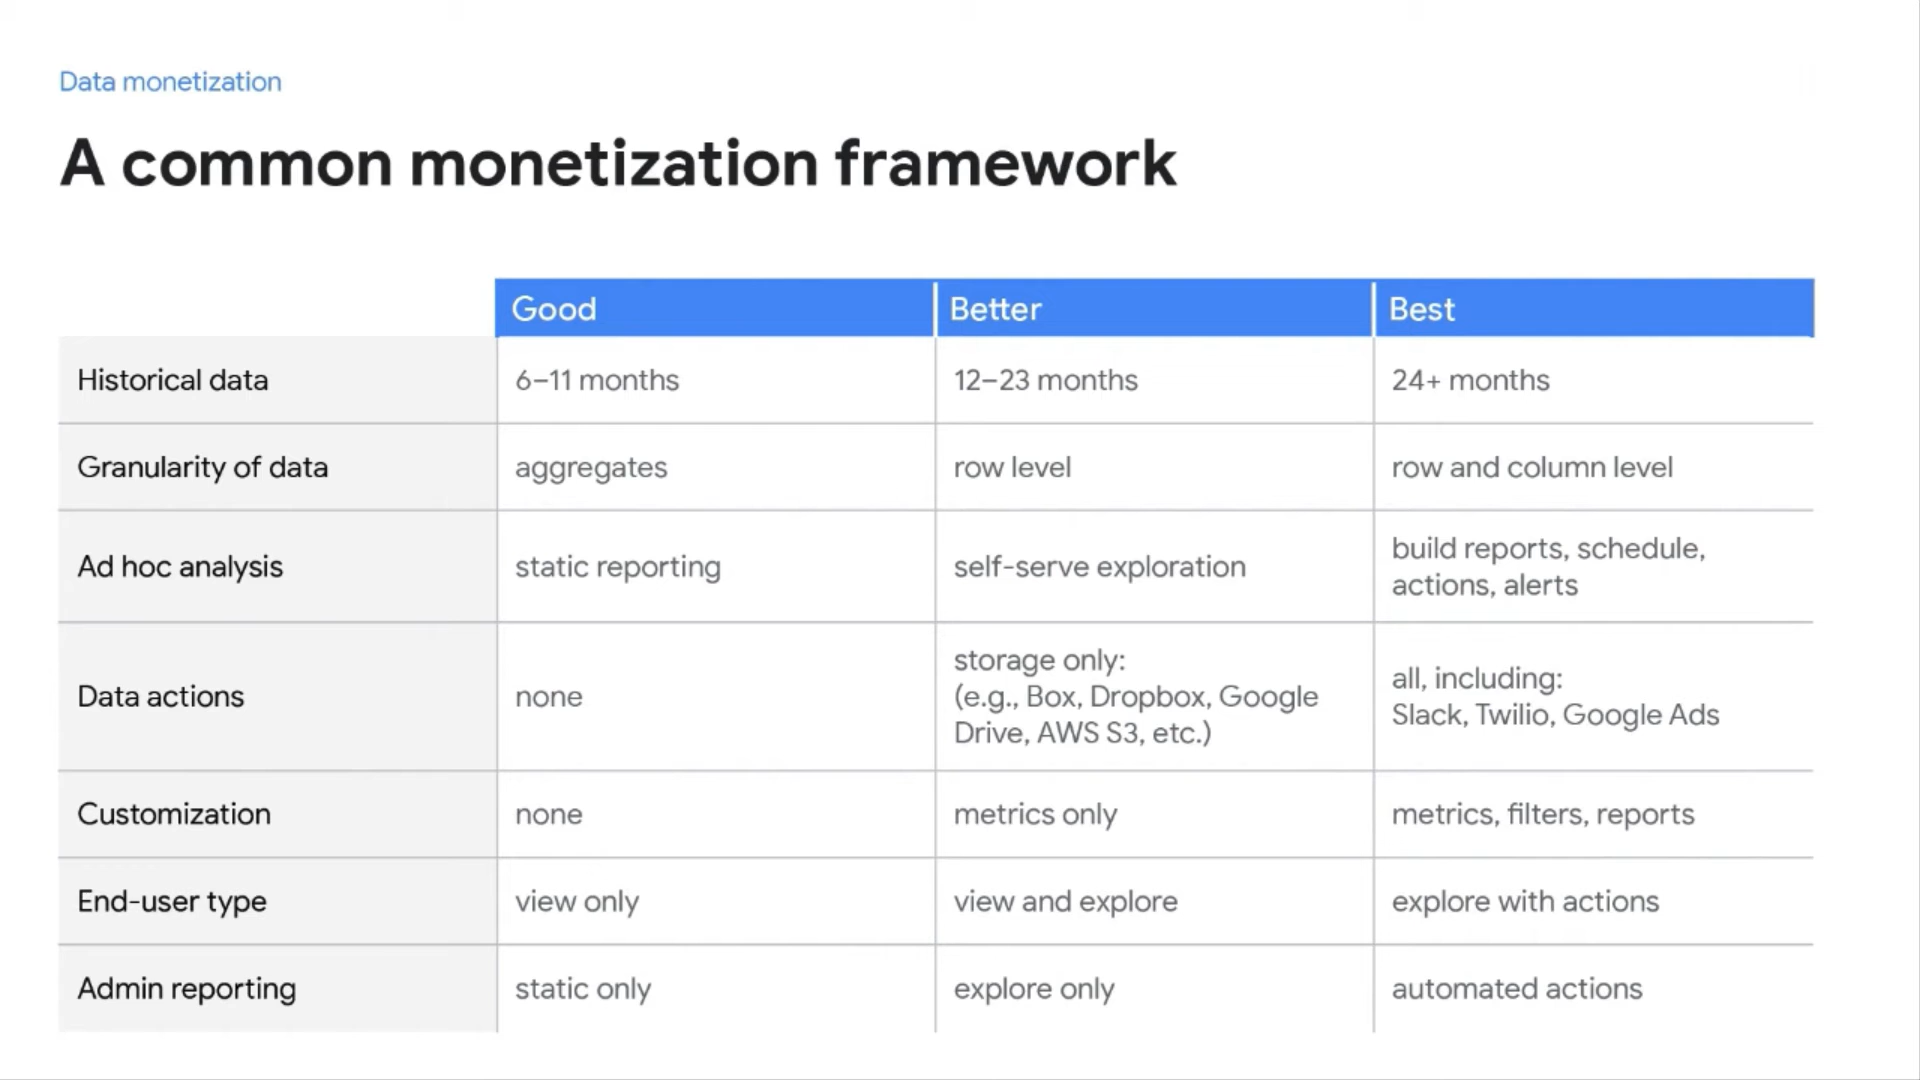 Data monetization
A common monetization framework
Good Better Best
Historical data 6–11 months 12–23 months 24+ months
Granularity of data aggregates row level row and column level
Ad hoc analysis static reporting self-serve exploration build reports, schedule,
actions, alerts
Data actions none storage only:
(e.g., Box, Dropbox, Google
Drive, AWS S3, etc.)
all, including:
Slack, Twilio, Google Ads
Customization none metrics only metrics, filters, reports
End-user type view only view and explore explore with actions
Admin reporting static only explore only automated actions